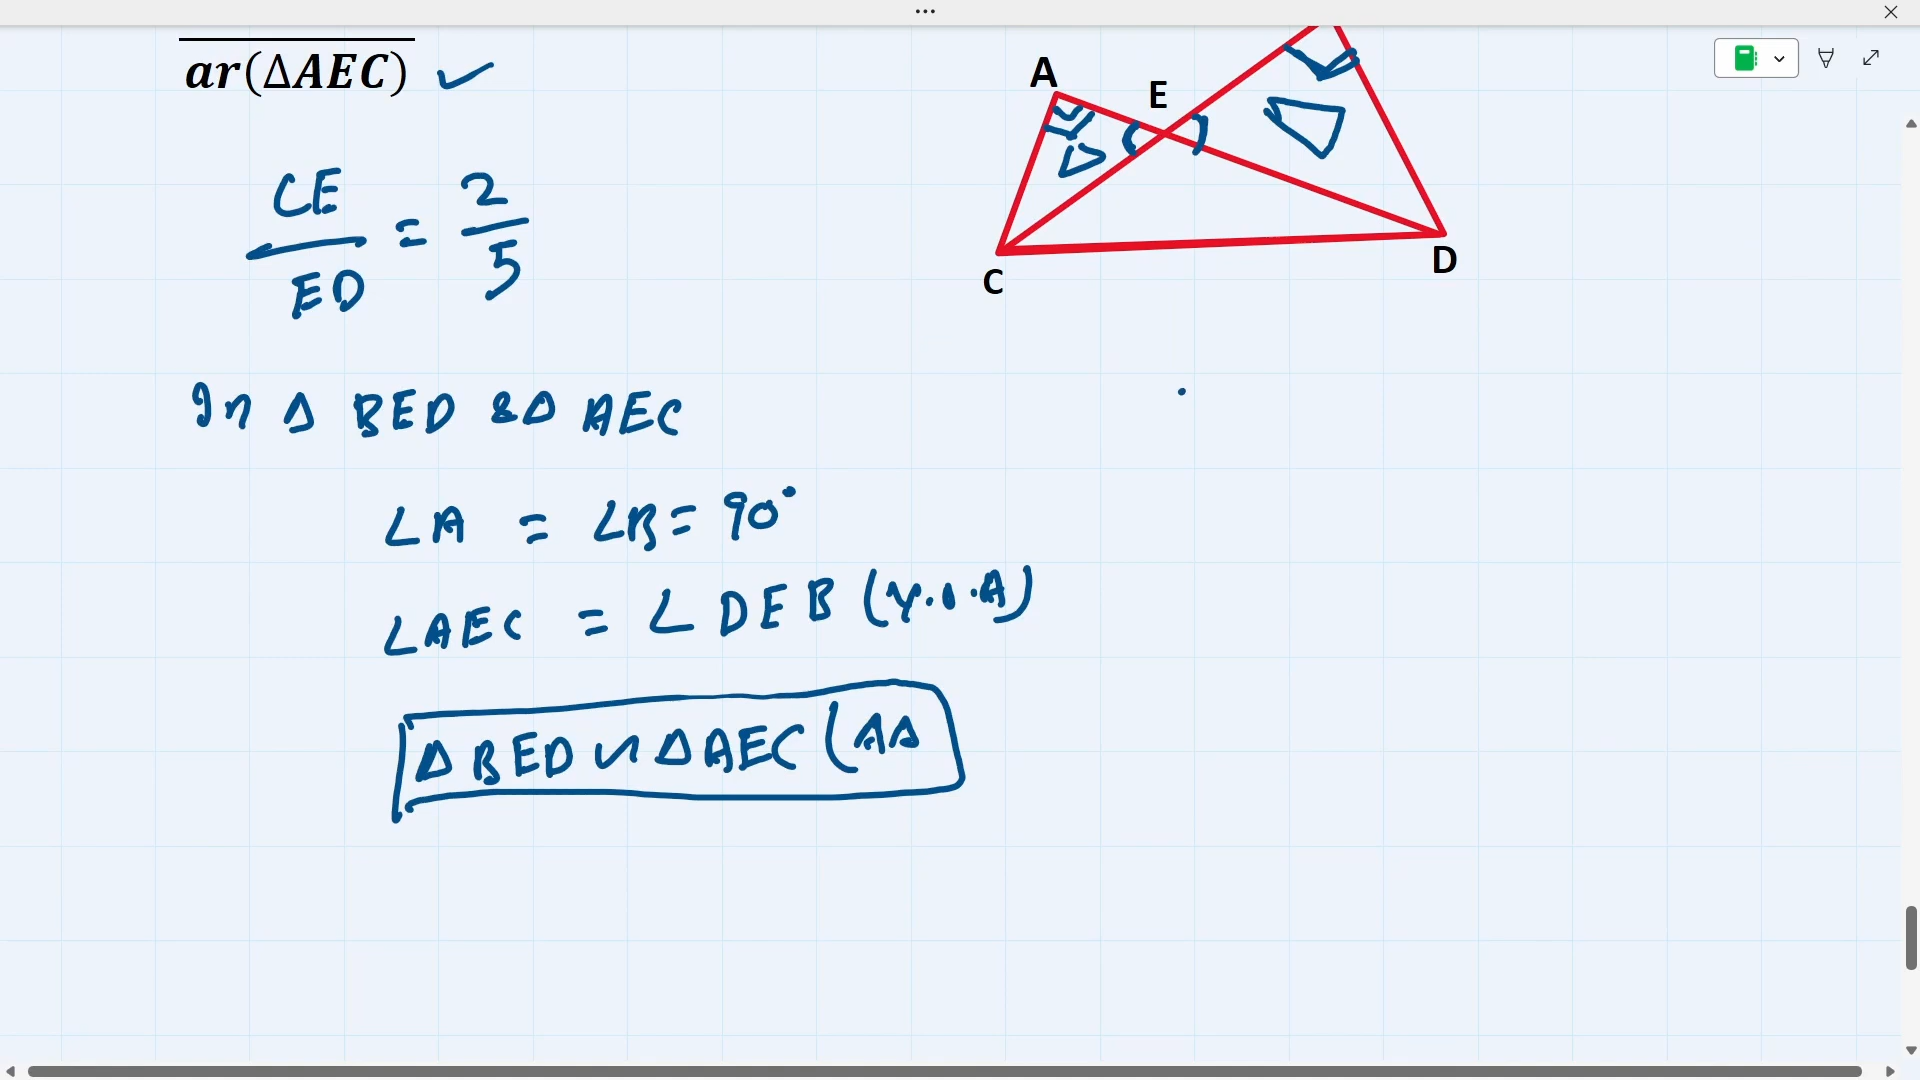 ar(ΔAEC)
A
E
C
D
CE
ED
=
2
5
In Δ BED & Δ AEC
∠A = ∠B = 90°
∠AEC = ∠DEB (V.O.A)
Δ BED ∽ Δ AEC (AA